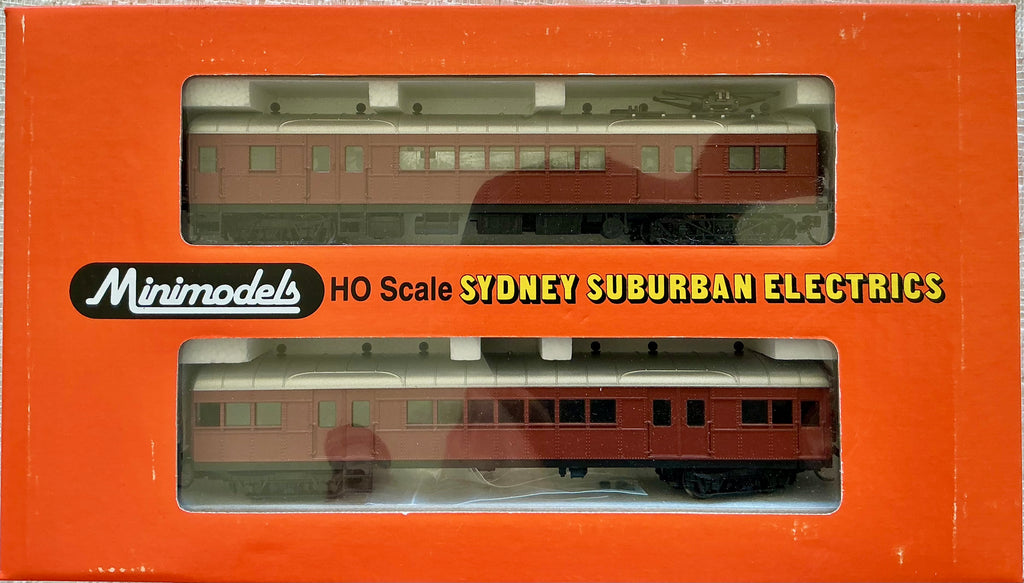 Minimodels HO Scale SYDNEY SUBURBAN ELECTRICS